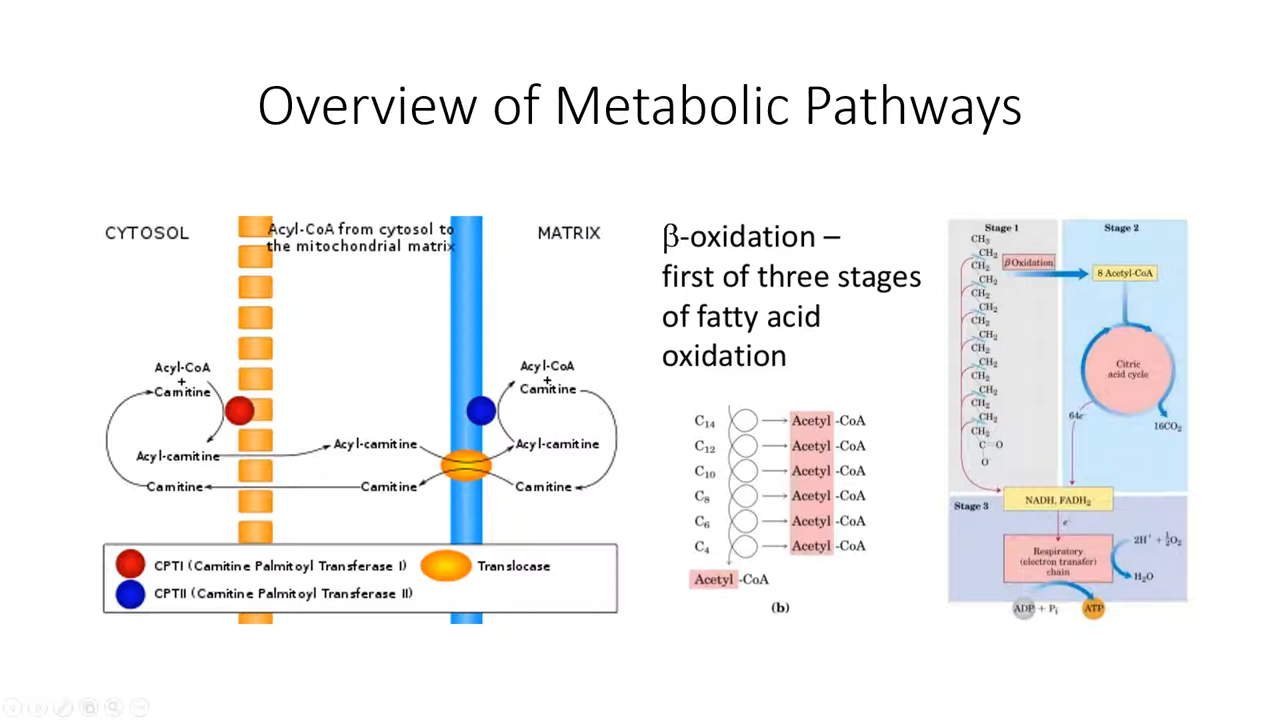 Overview of Metabolic Pathways
CYTOSOL
Acyl-CoA from cytosol to
the mitochondrial matrix
MATRIX
Acyl-CoA
+
Carnitine
Acyl-carnitine
Carnitine
Acyl-carnitine
Carnitine
Acyl-CoA
+
Carnitine
Acyl-carnitine
Carnitine
CPTI (Carnitine Palmitoyl Transferase I)
Translocase
CPTII (Carnitine Palmitoyl Transferase II)
β-oxidation –
first of three stages
of fatty acid
oxidation
C₁₄ Acetyl -CoA
C₁₂ Acetyl -CoA
C₁₀ Acetyl -CoA
C₈ Acetyl -CoA
C₆ Acetyl -CoA
C₄ Acetyl -CoA
Acetyl -CoA
(b)
Stage 1
CH₃
CH₂
CH₂
CH₂
CH₂
CH₂
CH₂
CH₂
CH₂
CH₂
CH₂
CH₂
CH₂
CH₂
CH₂
C O
O
β Oxidation
Stage 2
8 Acetyl-CoA
Citric
acid cycle
64e⁻
16CO₂
NADH, FADH₂
Stage 3
e⁻
Respiratory
(electron transfer)
chain
2H⁺ + ½O₂
H₂O
ADP + Pᵢ
ATP